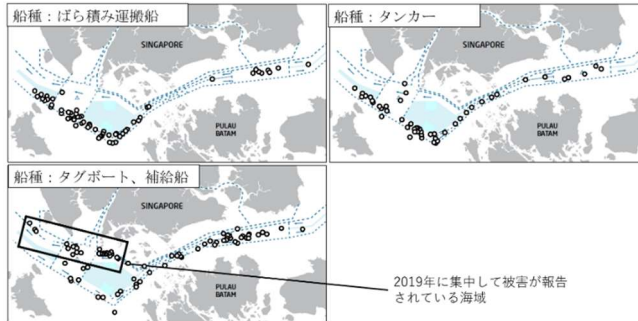 船種：ばら積み運搬船
SINGAPORE
PULAU
BATAM
船種：タンカー
SINGAPORE
PULAU
BATAM
船種：タグボート、補給船
SINGAPORE
PULAU
BATAM
2019年に集中して被害が報告
されている海域